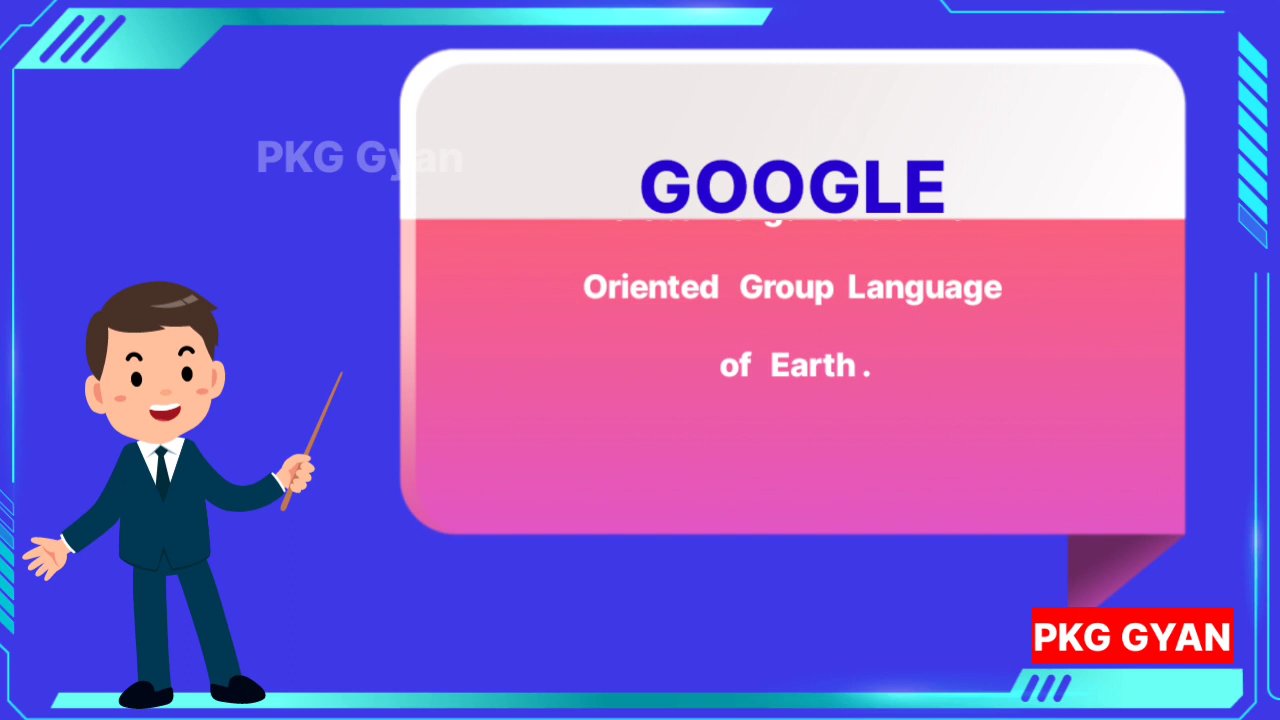 PKG Gyan
GOOGLE
Oriented Group Language
of Earth.
PKG GYAN